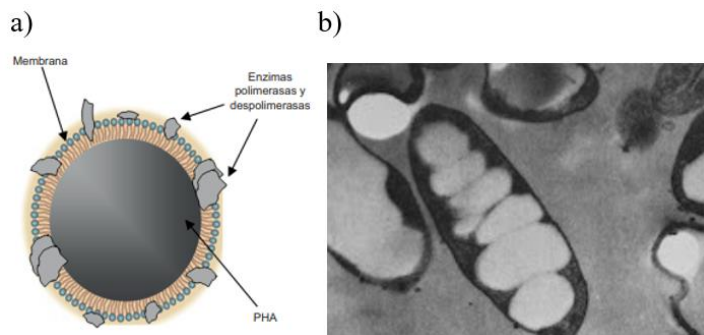 a)
b)
Membrana
Enzimas
polimerasas y
despolimerasas
PHA